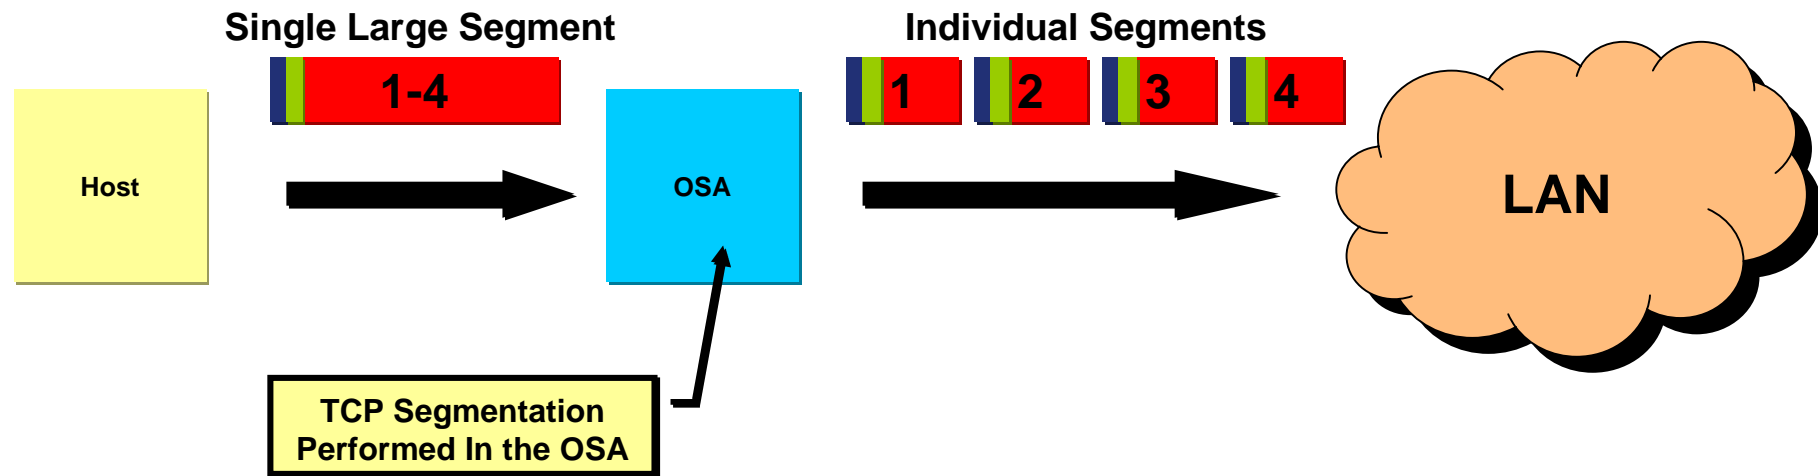 Single Large Segment
Individual Segments
1-4
1
2
3
4
Host
OSA
LAN
TCP Segmentation
Performed In the OSA